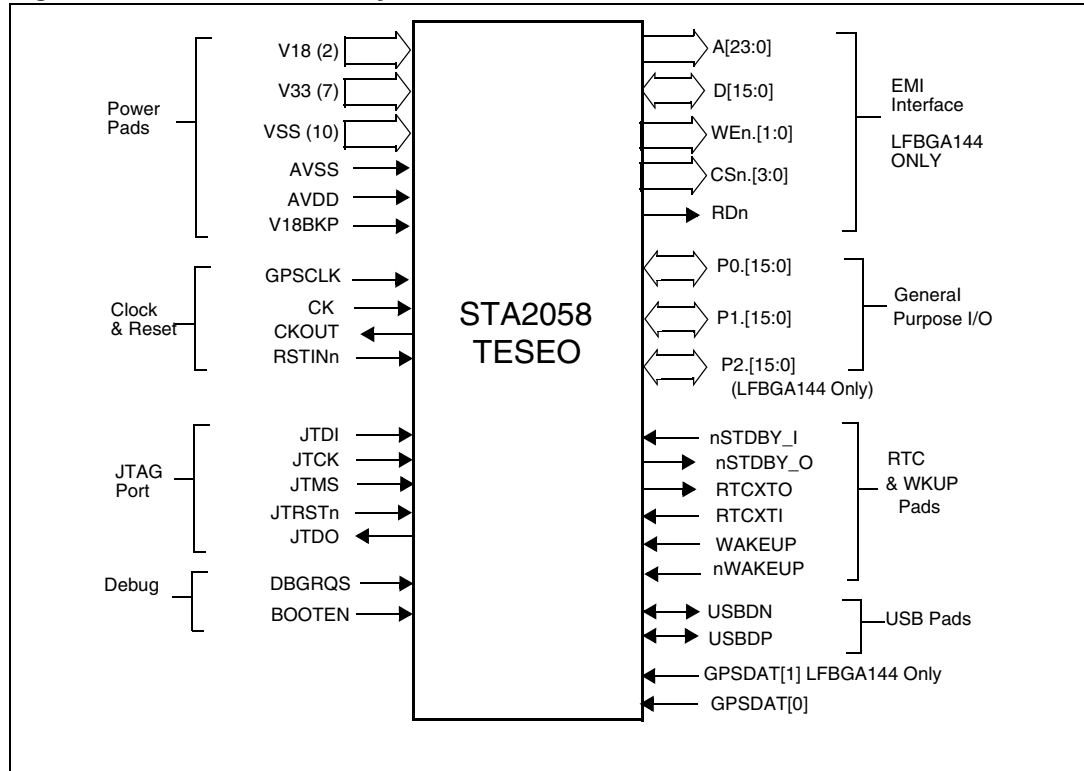 V18 (2)
V33 (7)
VSS (10)
AVSS
AVDD
V18BKP
Power
Pads
GPSCLK
CK
CKOUT
RSTINn
Clock
& Reset
JTDI
JTCK
JTMS
JTRSTn
JTDO
JTAG
Port
Debug
DBGRQS
BOOTEN
STA2058
TESEO
A[23:0]
D[15:0]
WEn.[1:0]
CSn.[3:0]
RDn
EMI
Interface
LFBGA144
ONLY
P0.[15:0]
P1.[15:0]
P2.[15:0]
(LFBGA144 Only)
General
Purpose I/O
nSTDBY_I
nSTDBY_O
RTCXTO
RTCXTI
WAKEUP
nWAKEUP
RTC
& WKUP
Pads
USBDN
USBDP
USB Pads
GPSDAT[1] LFBGA144 Only
GPSDAT[0]